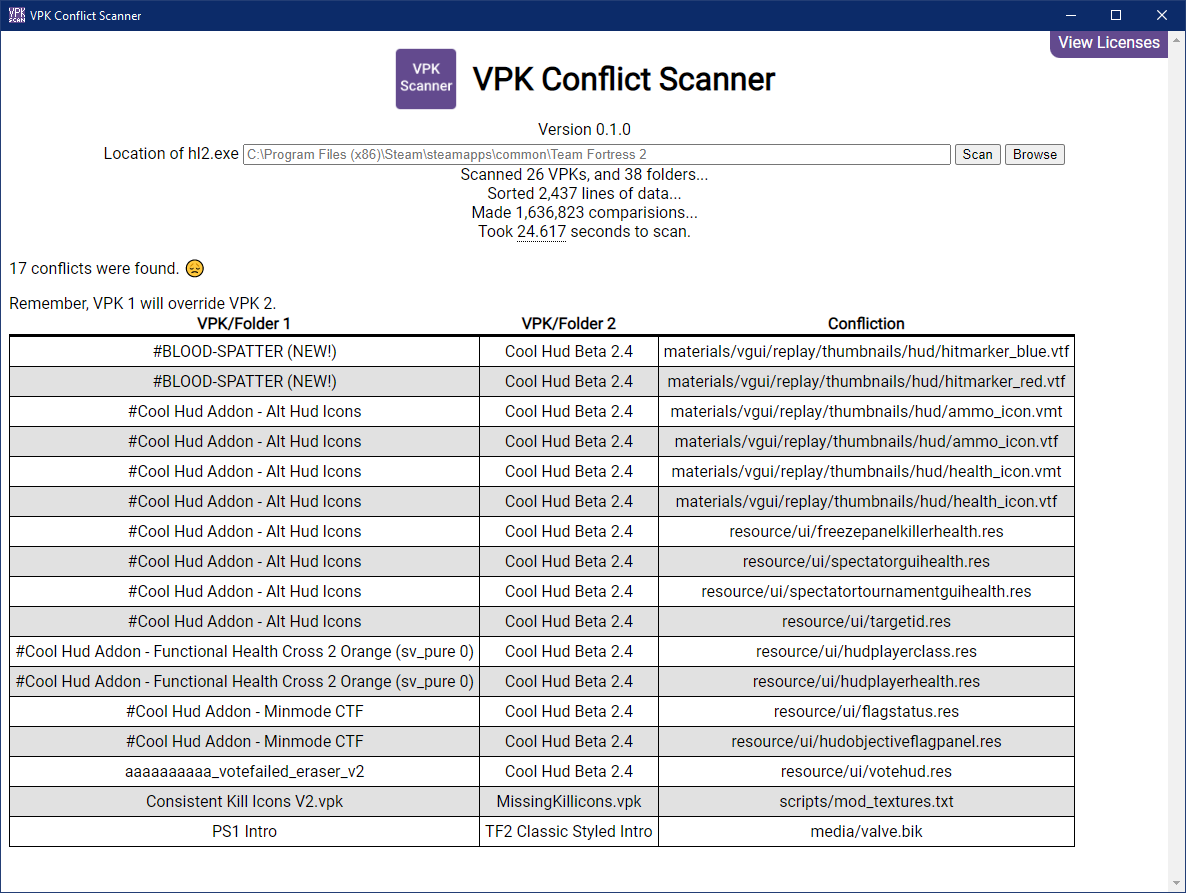 VPK SCAN VPK Conflict Scanner
View Licenses
VPK
Scanner
VPK Conflict Scanner
Version 0.1.0
Location of hl2.exe C:\Program Files (x86)\Steam\steamapps\common\Team Fortress 2 Scan Browse
Scanned 26 VPKs, and 38 folders...
Sorted 2,437 lines of data...
Made 1,636,823 comparisions...
Took 24.617 seconds to scan.
17 conflicts were found. 😞
Remember, VPK 1 will override VPK 2.
VPK/Folder 1 VPK/Folder 2 Confliction
#BLOOD-SPATTER (NEW!) Cool Hud Beta 2.4 materials/vgui/replay/thumbnails/hud/hitmarker_blue.vtf
#BLOOD-SPATTER (NEW!) Cool Hud Beta 2.4 materials/vgui/replay/thumbnails/hud/hitmarker_red.vtf
#Cool Hud Addon - Alt Hud Icons Cool Hud Beta 2.4 materials/vgui/replay/thumbnails/hud/ammo_icon.vmt
#Cool Hud Addon - Alt Hud Icons Cool Hud Beta 2.4 materials/vgui/replay/thumbnails/hud/ammo_icon.vtf
#Cool Hud Addon - Alt Hud Icons Cool Hud Beta 2.4 materials/vgui/replay/thumbnails/hud/health_icon.vmt
#Cool Hud Addon - Alt Hud Icons Cool Hud Beta 2.4 materials/vgui/replay/thumbnails/hud/health_icon.vtf
#Cool Hud Addon - Alt Hud Icons Cool Hud Beta 2.4 resource/ui/freezepanelkillerhealth.res
#Cool Hud Addon - Alt Hud Icons Cool Hud Beta 2.4 resource/ui/spectatorguihealth.res
#Cool Hud Addon - Alt Hud Icons Cool Hud Beta 2.4 resource/ui/spectatortournamentguihealth.res
#Cool Hud Addon - Alt Hud Icons Cool Hud Beta 2.4 resource/ui/targetid.res
#Cool Hud Addon - Functional Health Cross 2 Orange (sv_pure 0) Cool Hud Beta 2.4 resource/ui/hudplayerclass.res
#Cool Hud Addon - Functional Health Cross 2 Orange (sv_pure 0) Cool Hud Beta 2.4 resource/ui/hudplayerhealth.res
#Cool Hud Addon - Minmode CTF Cool Hud Beta 2.4 resource/ui/flagstatus.res
#Cool Hud Addon - Minmode CTF Cool Hud Beta 2.4 resource/ui/hudobjectiveflagpanel.res
aaaaaaaaaa_votefailed_eraser_v2 Cool Hud Beta 2.4 resource/ui/votehud.res
Consistent Kill Icons V2.vpk MissingKillicons.vpk scripts/mod_textures.txt
PS1 Intro TF2 Classic Styled Intro media/valve.bik